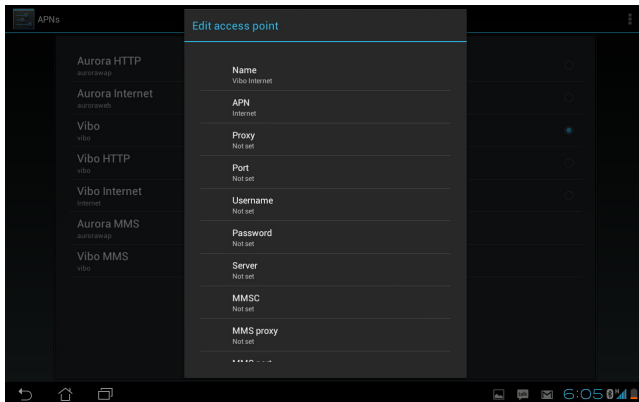 APNs
Aurora HTTP
aurorawap
Aurora Internet
auroraweb
Vibo
vibo
Vibo HTTP
vibo
Vibo Internet
Internet
Aurora MMS
aurorawap
Vibo MMS
vibo
Edit access point
Name
Vibo Internet
APN
Internet
Proxy
Not set
Port
Not set
Username
Not set
Password
Not set
Server
Not set
MMSC
Not set
MMS proxy
Not set
6:05